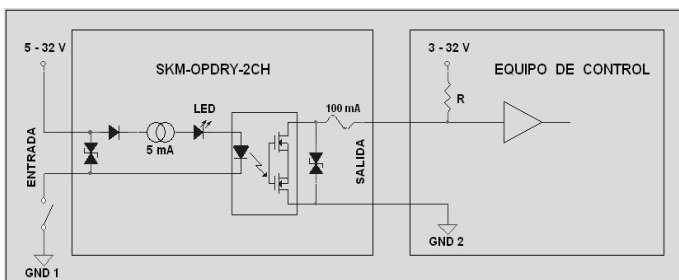 5 - 32 V
SKM-OPDRY-2CH
3 - 32 V
EQUIPO DE CONTROL
LED
100 mA
R
5 mA
ENTRADA
SALIDA
GND 1
GND 2